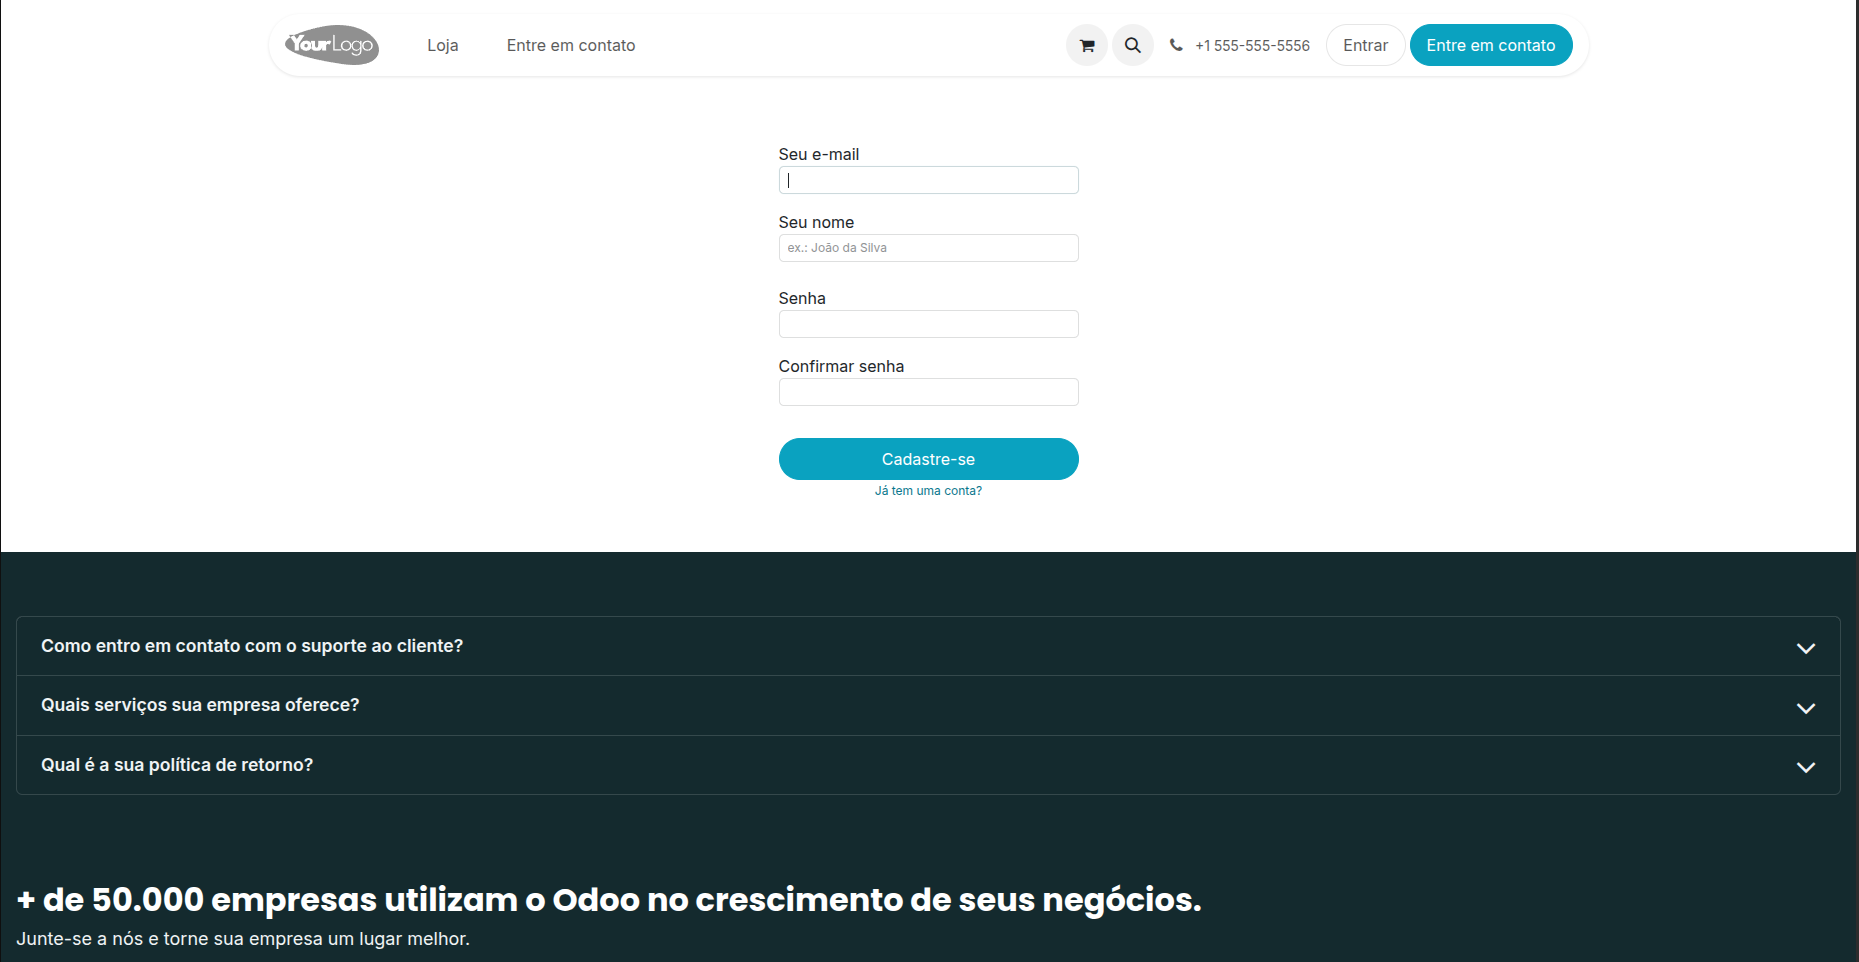 YourLogo
Loja
Entre em contato
+1 555-555-5556
Entrar
Entre em contato
Seu e-mail
Seu nome
ex.: João da Silva
Senha
Confirmar senha
Cadastre-se
Já tem uma conta?
Como entro em contato com o suporte ao cliente?
Quais serviços sua empresa oferece?
Qual é a sua política de retorno?
+ de 50.000 empresas utilizam o Odoo no crescimento de seus negócios.
Junte-se a nós e torne sua empresa um lugar melhor.